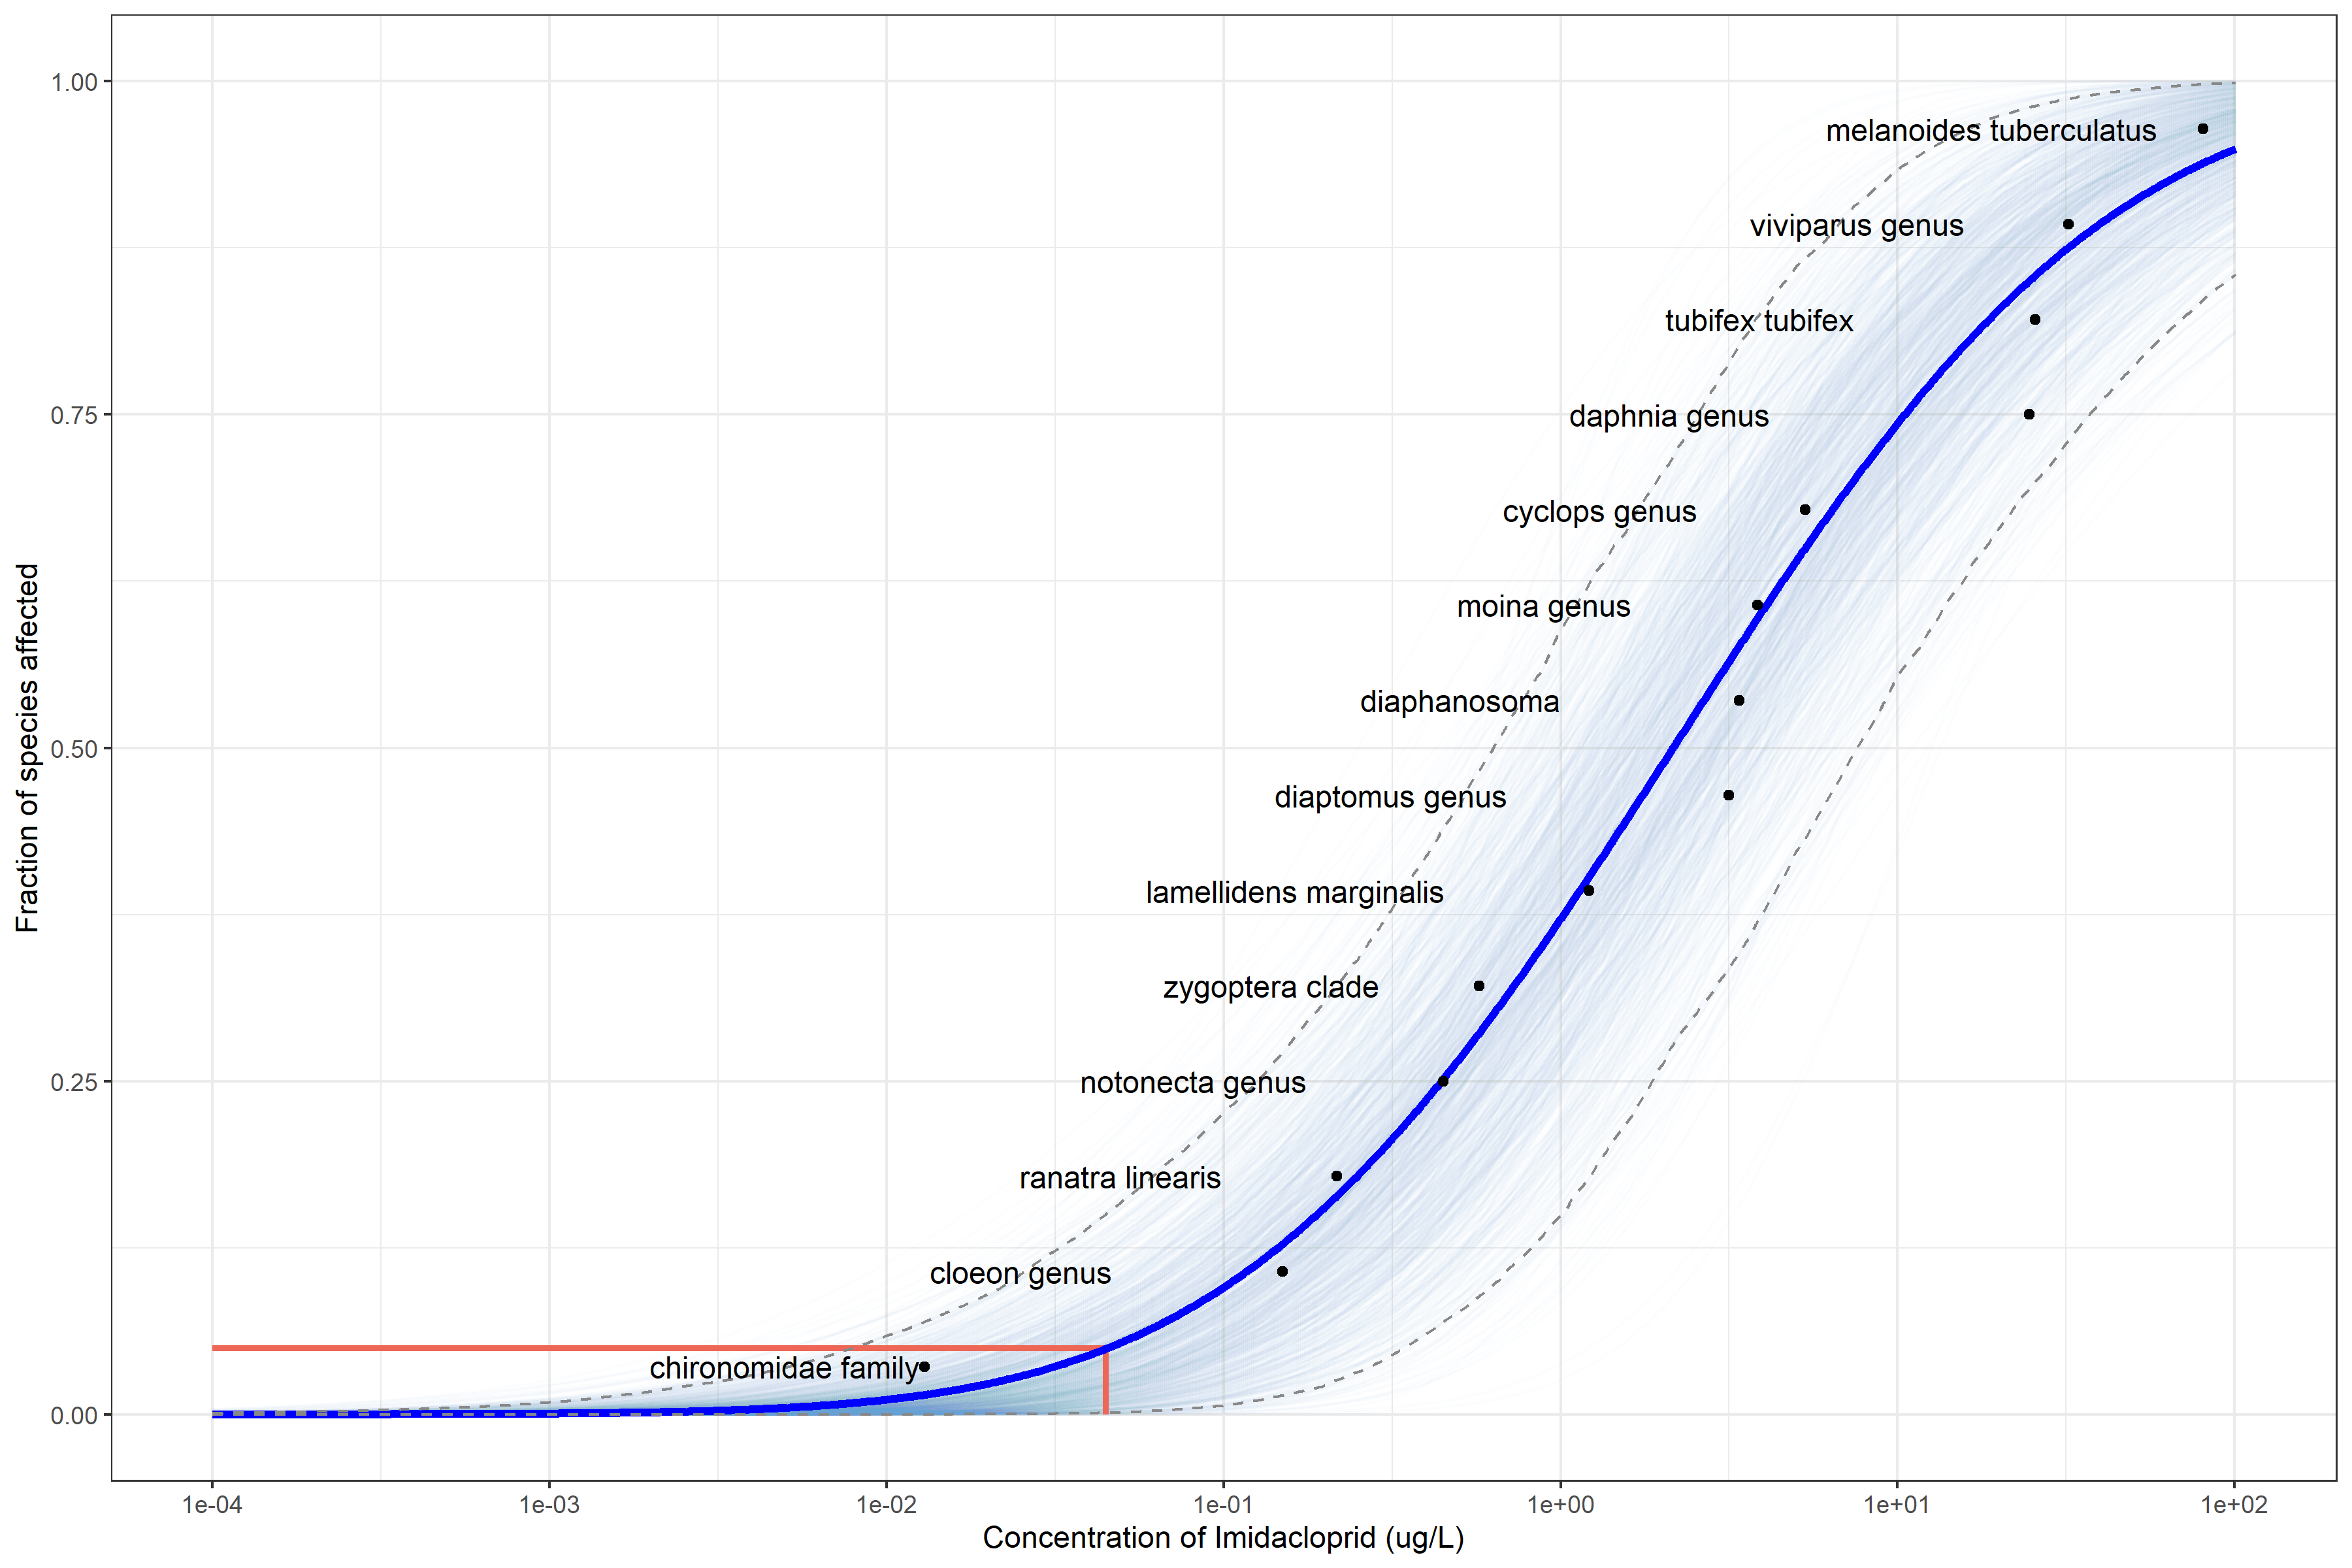 1.00
melanoides tuberculatus
viviparus genus
tubifex tubifex
0.75
daphnia genus
cyclops genus
moina genus
diaphanosoma
0.50
diaptomus genus
lamellidens marginalis
zygoptera clade
0.25
notonecta genus
ranatra linearis
cloeon genus
chironomidae family
0.00
Fraction of species affected
1e-04 1e-03 1e-02 1e-01 1e+00 1e+01 1e+02
Concentration of Imidacloprid (ug/L)